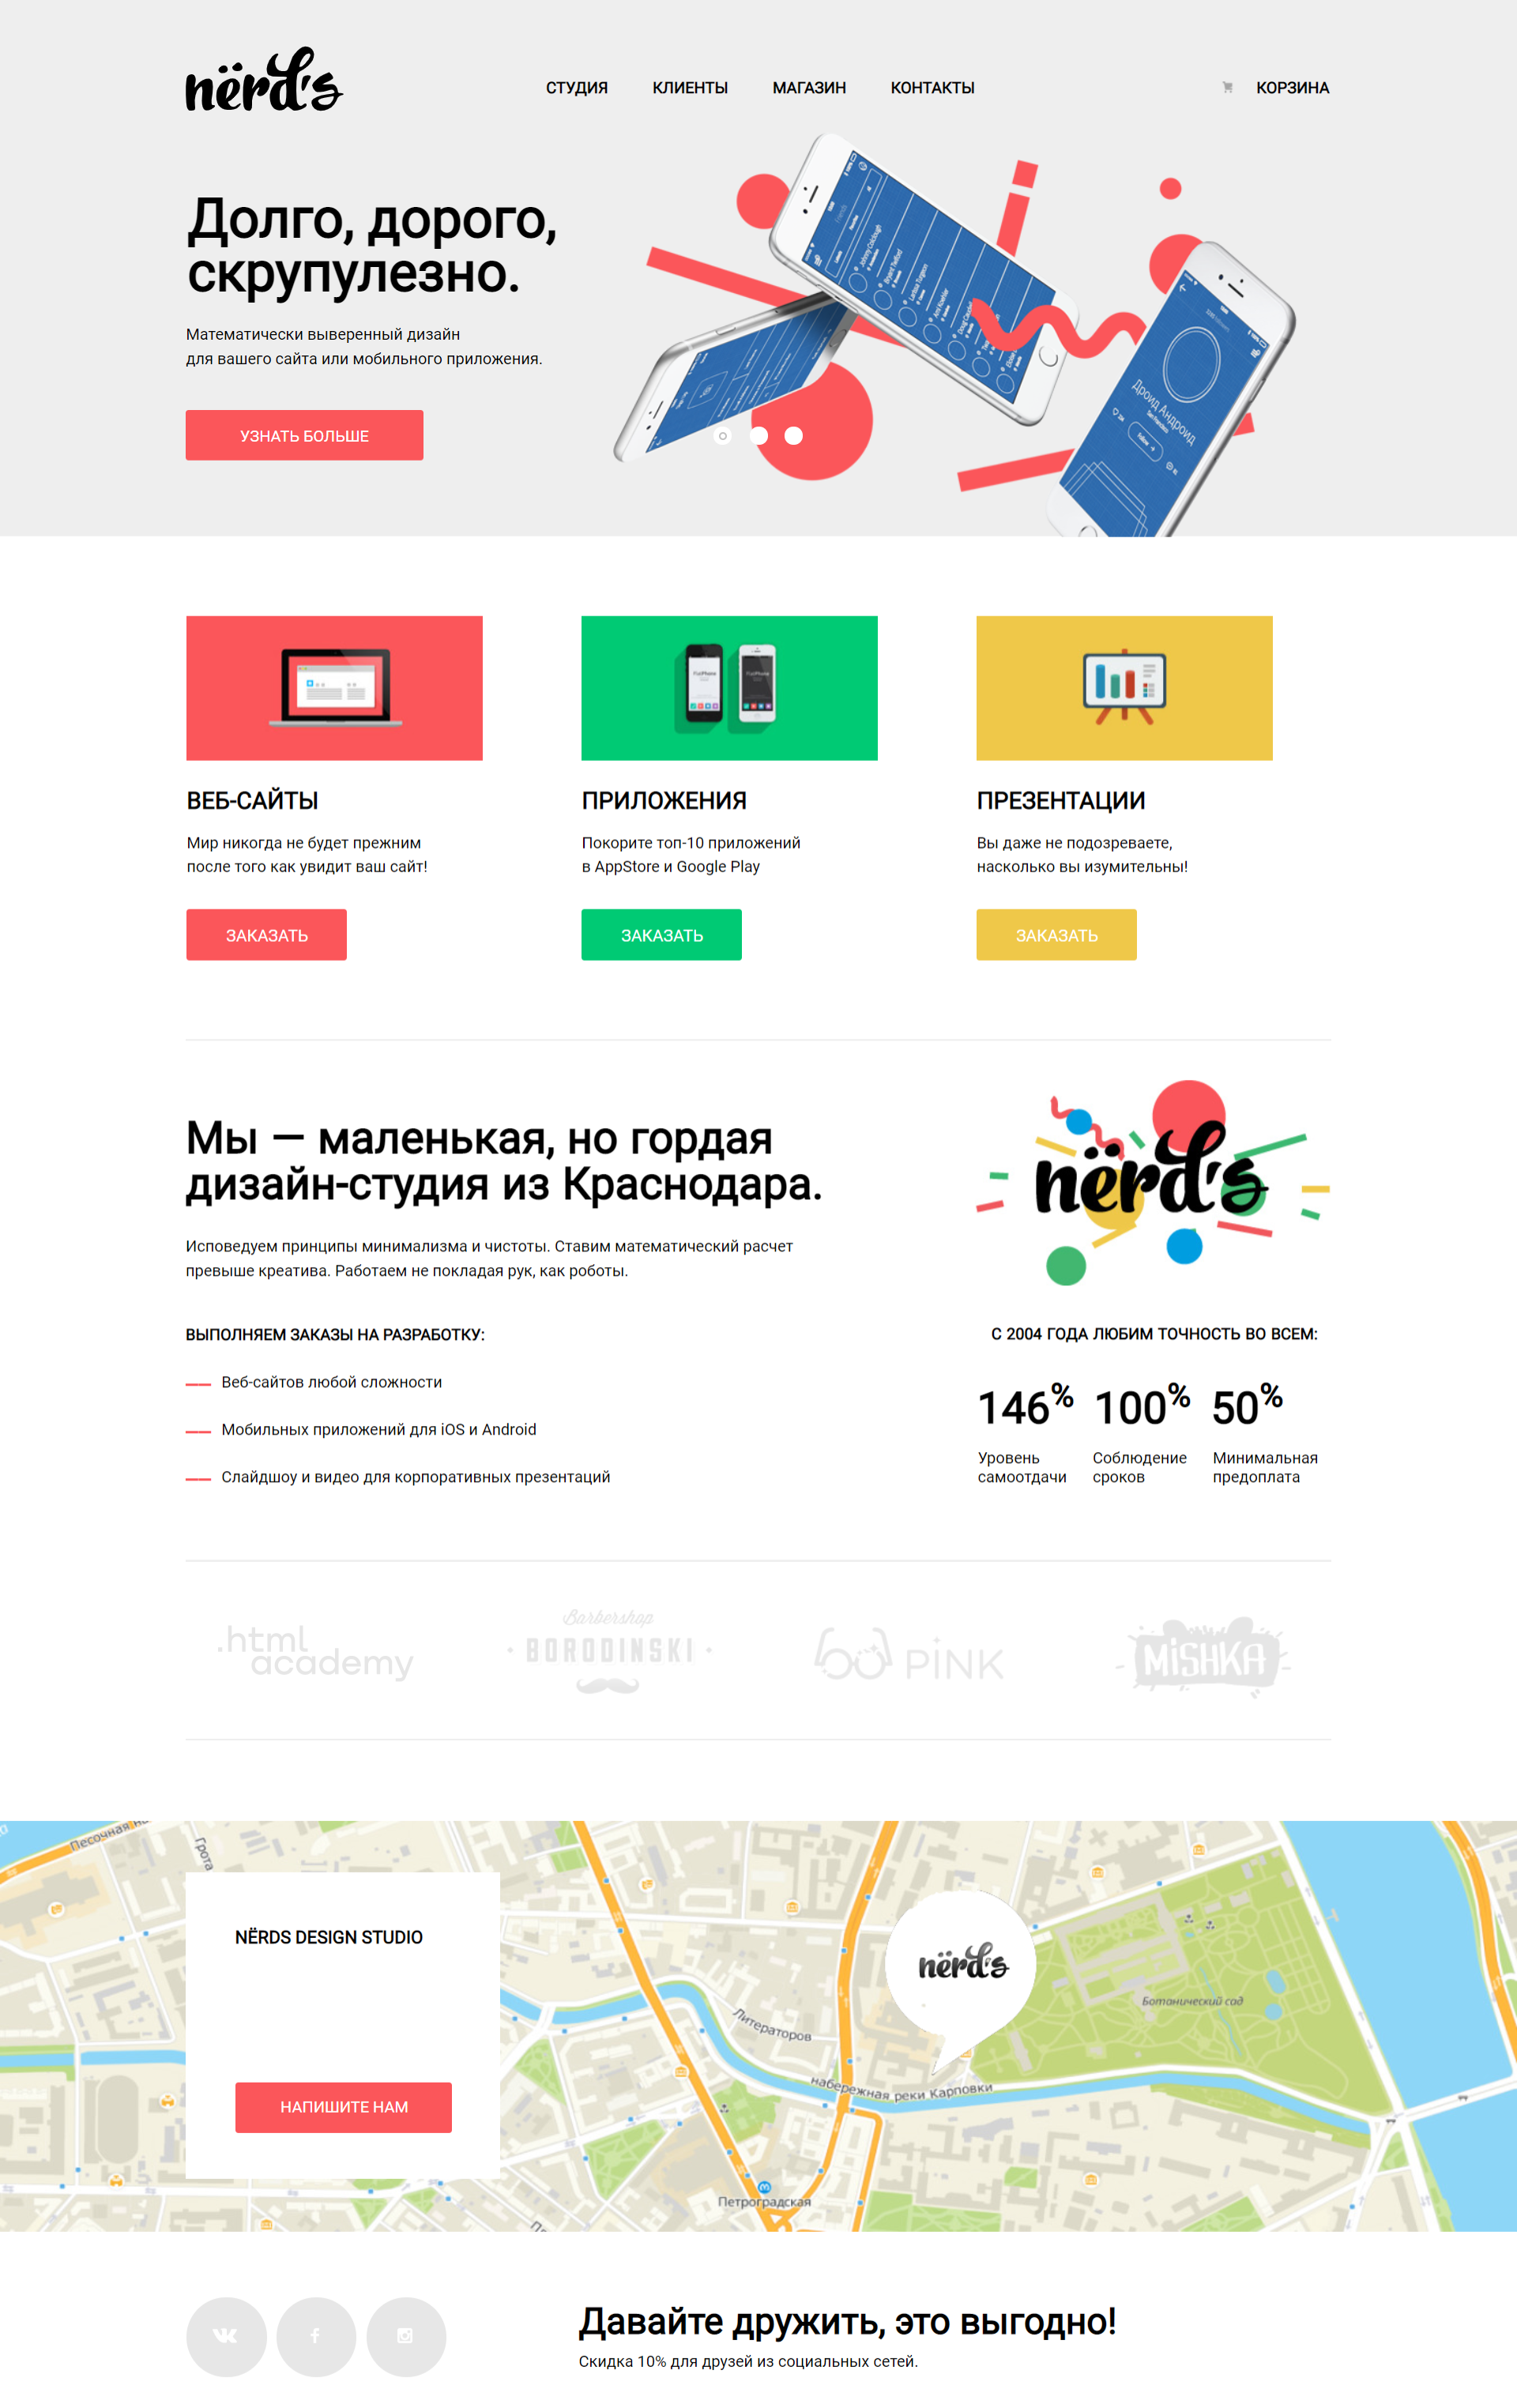 nërd's
СТУДИЯ
КЛИЕНТЫ
МАГАЗИН
КОНТАКТЫ
КОРЗИНА
Долго, дорого,
скрупулезно.
Математически выверенный дизайн
для вашего сайта или мобильного приложения.
УЗНАТЬ БОЛЬШЕ
Дроид Андроид
ВЕБ-САЙТЫ
Мир никогда не будет прежним
после того как увидит ваш сайт!
ЗАКАЗАТЬ
ПРИЛОЖЕНИЯ
Покорите топ-10 приложений
в AppStore и Google Play
ЗАКАЗАТЬ
ПРЕЗЕНТАЦИИ
Вы даже не подозреваете,
насколько вы изумительны!
ЗАКАЗАТЬ
Мы — маленькая, но гордая
дизайн-студия из Краснодара.
Исповедуем принципы минимализма и чистоты. Ставим математический расчет
превыше креатива. Работаем не покладая рук, как роботы.
ВЫПОЛНЯЕМ ЗАКАЗЫ НА РАЗРАБОТКУ:
Веб-сайтов любой сложности
Мобильных приложений для iOS и Android
Слайдшоу и видео для корпоративных презентаций
nërd's
С 2004 ГОДА ЛЮБИМ ТОЧНОСТЬ ВО ВСЕМ:
146%
Уровень
самоотдачи
100%
Соблюдение
сроков
50%
Минимальная
предоплата
.html
academy
Barbershop
BORODINSKI
PINK
MiSHKA
Песочная
Грота
NЁRDS DESIGN STUDIO
НАПИШИТЕ НАМ
nërd's
Ботанический сад
Литераторов
набережная реки Карповки
Петроградская
Давайте дружить, это выгодно!
Скидка 10% для друзей из социальных сетей.